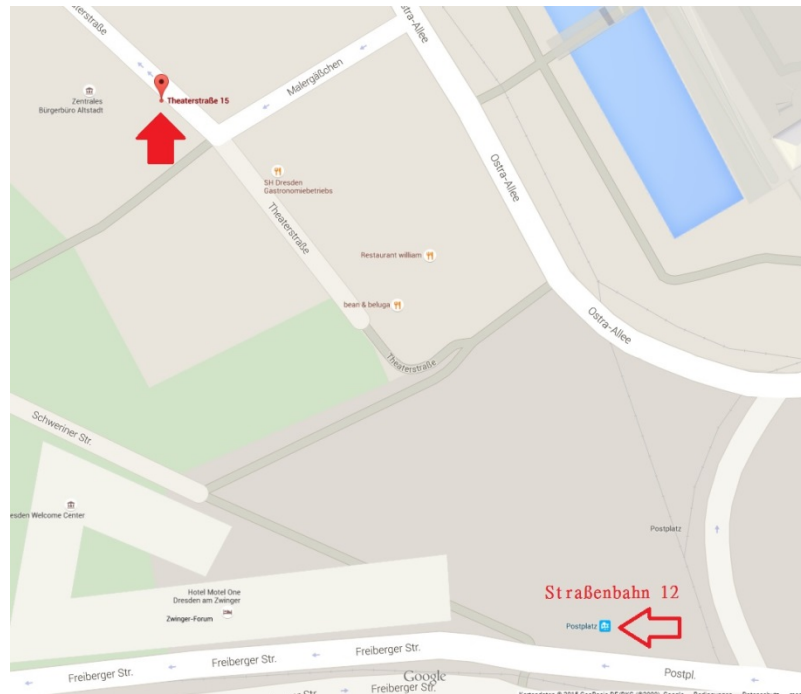 Theaterstraße
Ostra-Allee
Malergäßchen
Zentrales
Bürgerbüro Altstadt
Theaterstraße 15
SH Dresden
Gastronomiebetriebs
Theaterstraße
Ostra-Allee
Restaurant william
bean & beluga
Ostra-Allee
Theaterstraße
Schweriner Str.
esden Welcome Center
Postplatz
Hotel Motel One
Dresden am Zwinger
Zwinger-Forum
Straßenbahn 12
Postplatz
Freiberger Str.
Freiberger Str.
Freiberger Str.
Postpl.
Google
Freiberger Str.